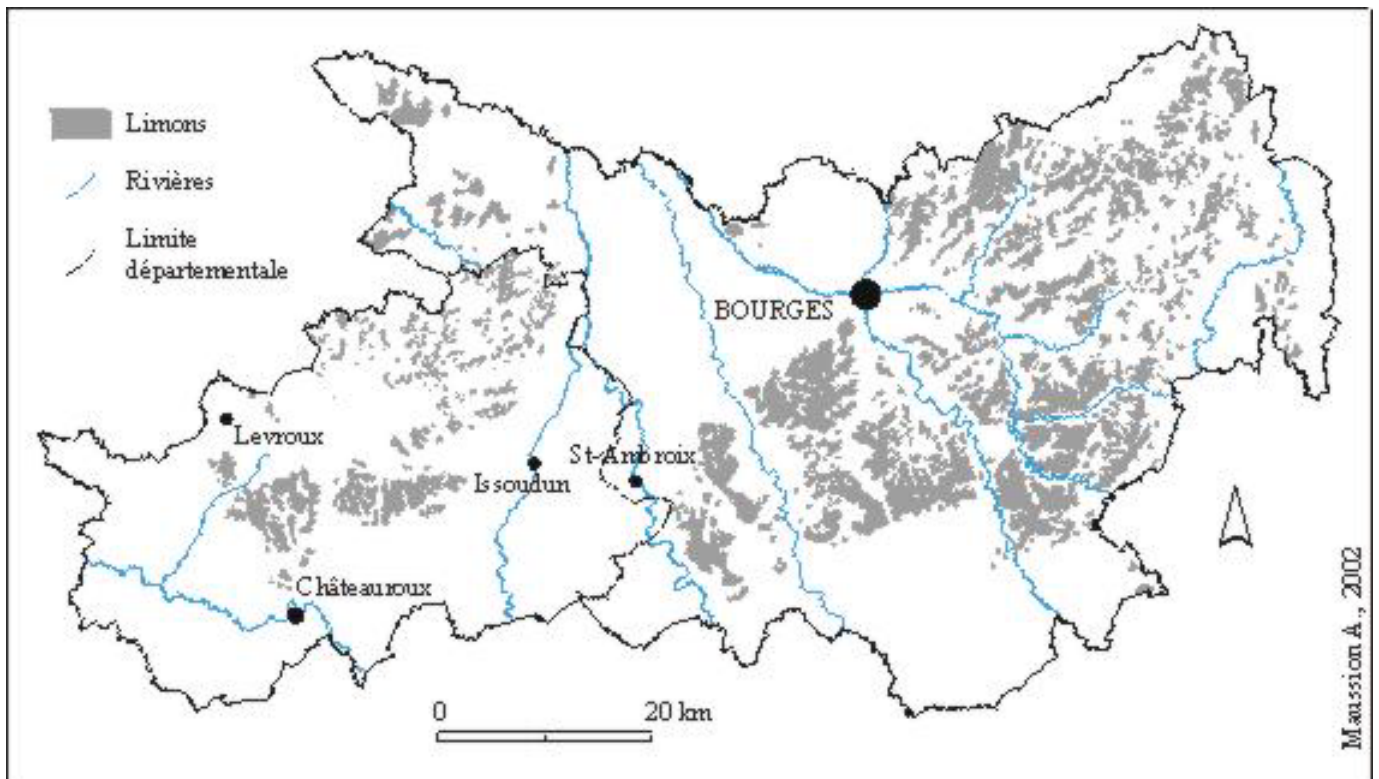 Limons
Rivières
Limite
départementale
BOURGES
Levroux
Issoudun
St-Ambroix
Châteauroux
0 20 km
Maussion A., 2002